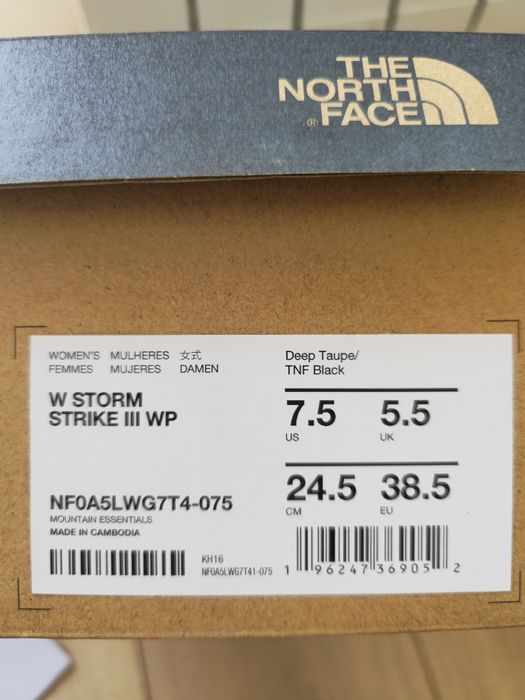 THE
NORTH
FACE
®
WOMEN'S MULHERES 女式
FEMMES MUJERES DAMEN
W STORM
STRIKE III WP
Deep Taupe/
TNF Black
7.5 5.5
US UK
24.5 38.5
CM EU
NF0A5LWG7T4-075
MOUNTAIN ESSENTIALS
MADE IN CAMBODIA
KH16
NF0A5LWG7T41-075
1 96247 36905 2